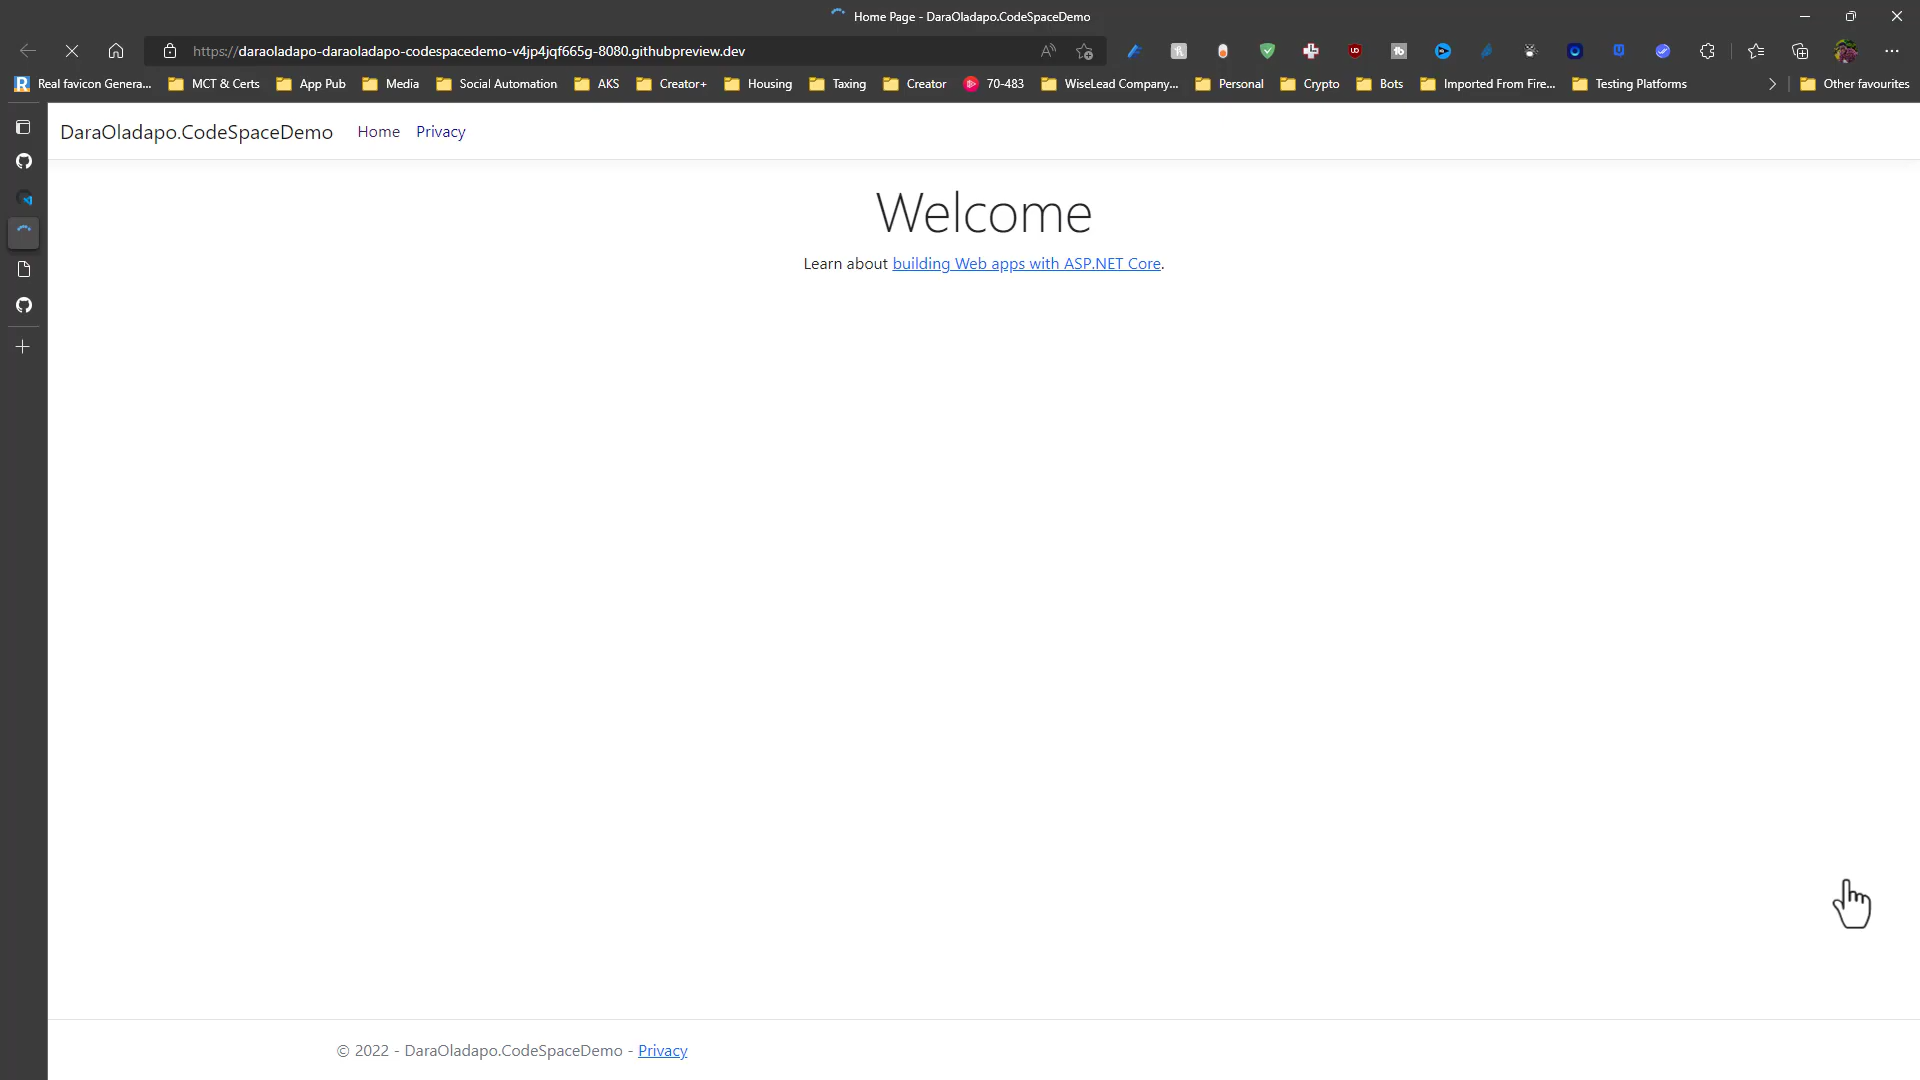 Home Page - DaraOladapo.CodeSpaceDemo
https://daraoladapo-daraoladapo-codespacedemo-v4jp4jqf665g-8080.githubpreview.dev
Real favicon Genera... MCT & Certs App Pub Media Social Automation AKS Creator+ Housing Taxing Creator 70-483 WiseLead Company... Personal Crypto Bots Imported From Fire... Testing Platforms Other favourites
DaraOladapo.CodeSpaceDemo Home Privacy
Welcome
Learn about building Web apps with ASP.NET Core.
© 2022 - DaraOladapo.CodeSpaceDemo - Privacy